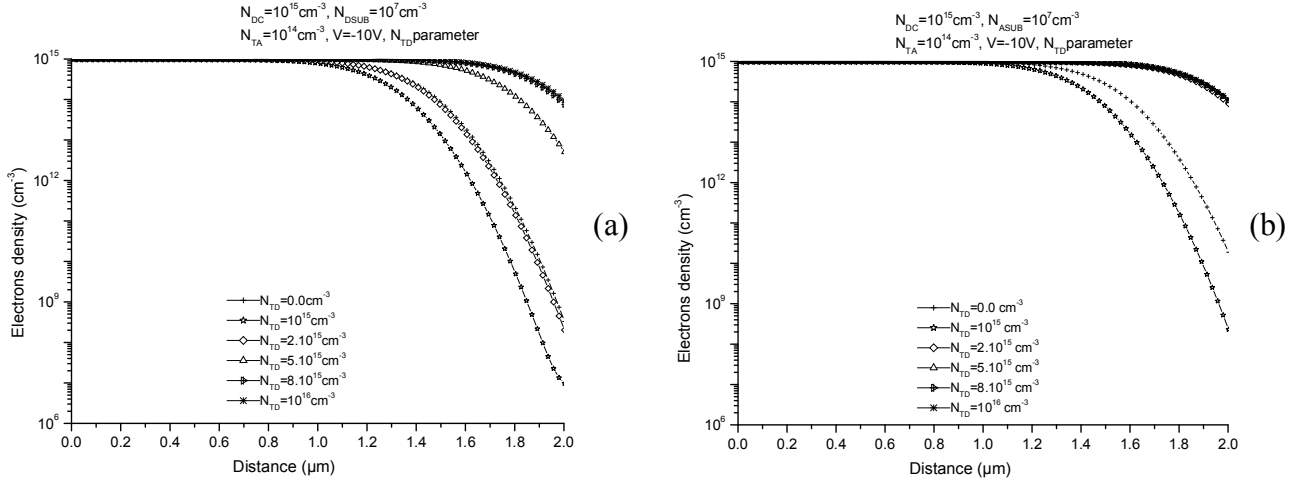 N_DC=10^15cm^-3, N_DSUB=10^7cm^-3
N_TA=10^14cm^-3, V=-10V, N_TD parameter
Electrons density (cm^-3)
10^15
10^12
10^9
10^6
N_TD=0.0cm^-3
N_TD=10^15cm^-3
N_TD=2.10^15cm^-3
N_TD=5.10^15cm^-3
N_TD=8.10^15cm^-3
N_TD=10^16cm^-3
0.0 0.2 0.4 0.6 0.8 1.0 1.2 1.4 1.6 1.8 2.0
Distance (µm)
(a)
N_DC=10^15cm^-3, N_ASUB=10^7cm^-3
N_TA=10^14cm^-3, V=-10V, N_TD parameter
Electrons density (cm^-3)
10^15
10^12
10^9
10^6
N_TD=0.0 cm^-3
N_TD=10^15 cm^-3
N_TD=2.10^15 cm^-3
N_TD=5.10^15 cm^-3
N_TD=8.10^15 cm^-3
N_TD=10^16 cm^-3
0.0 0.2 0.4 0.6 0.8 1.0 1.2 1.4 1.6 1.8 2.0
Distance (µm)
(b)